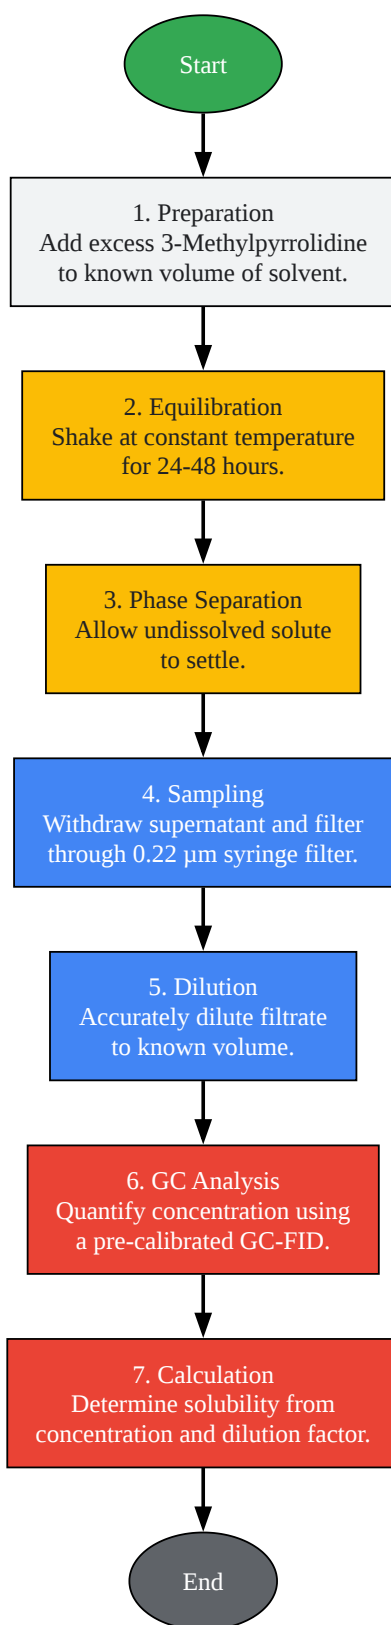 Start
1. Preparation
Add excess 3-Methylpyrrolidine
to known volume of solvent.
2. Equilibration
Shake at constant temperature
for 24-48 hours.
3. Phase Separation
Allow undissolved solute
to settle.
4. Sampling
Withdraw supernatant and filter
through 0.22 µm syringe filter.
5. Dilution
Accurately dilute filtrate
to known volume.
6. GC Analysis
Quantify concentration using
a pre-calibrated GC-FID.
7. Calculation
Determine solubility from
concentration and dilution factor.
End